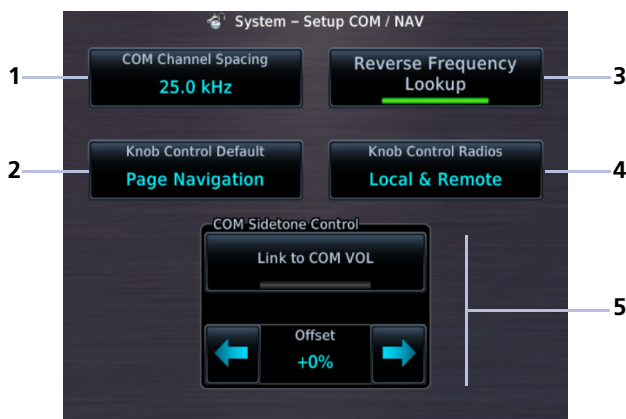 System – Setup COM / NAV
1
COM Channel Spacing
25.0 kHz
Reverse Frequency
Lookup
3
2
Knob Control Default
Page Navigation
Knob Control Radios
Local & Remote
4
COM Sidetone Control
Link to COM VOL
5
Offset
+0%